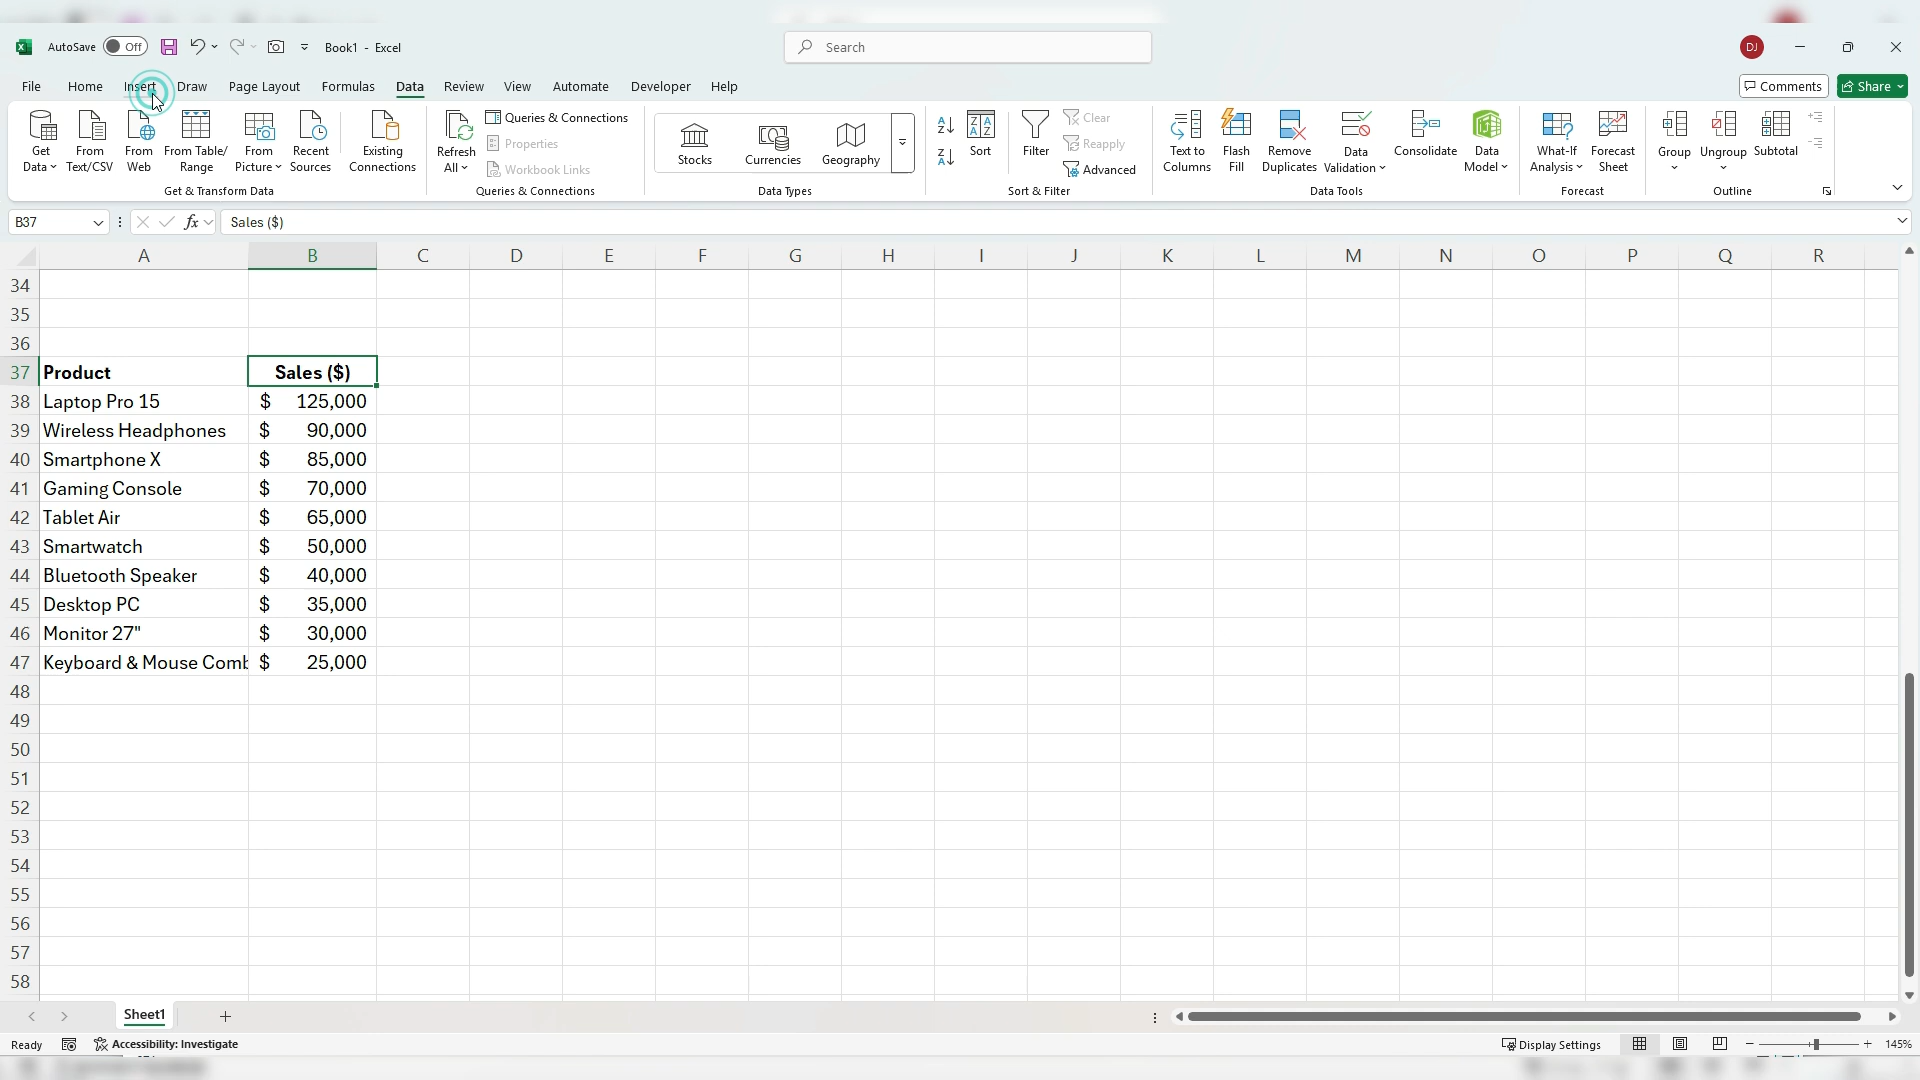 AutoSave Off Book1 - Excel Search DJ
File Home Insert Draw Page Layout Formulas Data Review View Automate Developer Help Comments Share
Get Data
From Text/CSV
From Web
From Table/ Range
From Picture
Recent Sources
Existing Connections
Get & Transform Data
Refresh All
Queries & Connections
Properties
Workbook Links
Queries & Connections
Stocks
Currencies
Geography
Data Types
Sort
Filter
Clear
Reapply
Advanced
Sort & Filter
Text to Columns
Flash Fill
Remove Duplicates
Data Validation
Consolidate
Data Model
Data Tools
What-If Analysis
Forecast Sheet
Forecast
Group
Ungroup
Subtotal
Outline
B37 fx Sales ($)
A B C D E F G H I J K L M N O P Q R
34
35
36
37 Product Sales ($)
38 Laptop Pro 15 $ 125,000
39 Wireless Headphones $ 90,000
40 Smartphone X $ 85,000
41 Gaming Console $ 70,000
42 Tablet Air $ 65,000
43 Smartwatch $ 50,000
44 Bluetooth Speaker $ 40,000
45 Desktop PC $ 35,000
46 Monitor 27" $ 30,000
47 Keyboard & Mouse Comb $ 25,000
48
49
50
51
52
53
54
55
56
57
58
Sheet1
Ready Accessibility: Investigate Display Settings 145%